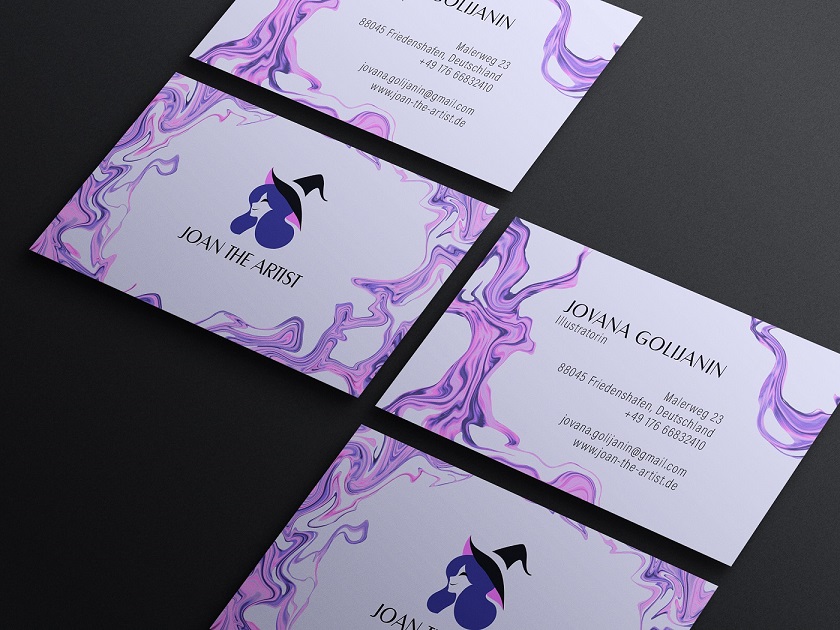 GOLIJANIN
Malerweg 23
88045 Friedenshafen, Deutschland
+49 176 66832410
jovana.golijanin@gmail.com
www.joan-the-artist.de
JOAN THE ARTIST
JOVANA GOLIJANIN
Illustratorin
Malerweg 23
88045 Friedenshafen, Deutschland
+49 176 66832410
jovana.golijanin@gmail.com
www.joan-the-artist.de
JOAN